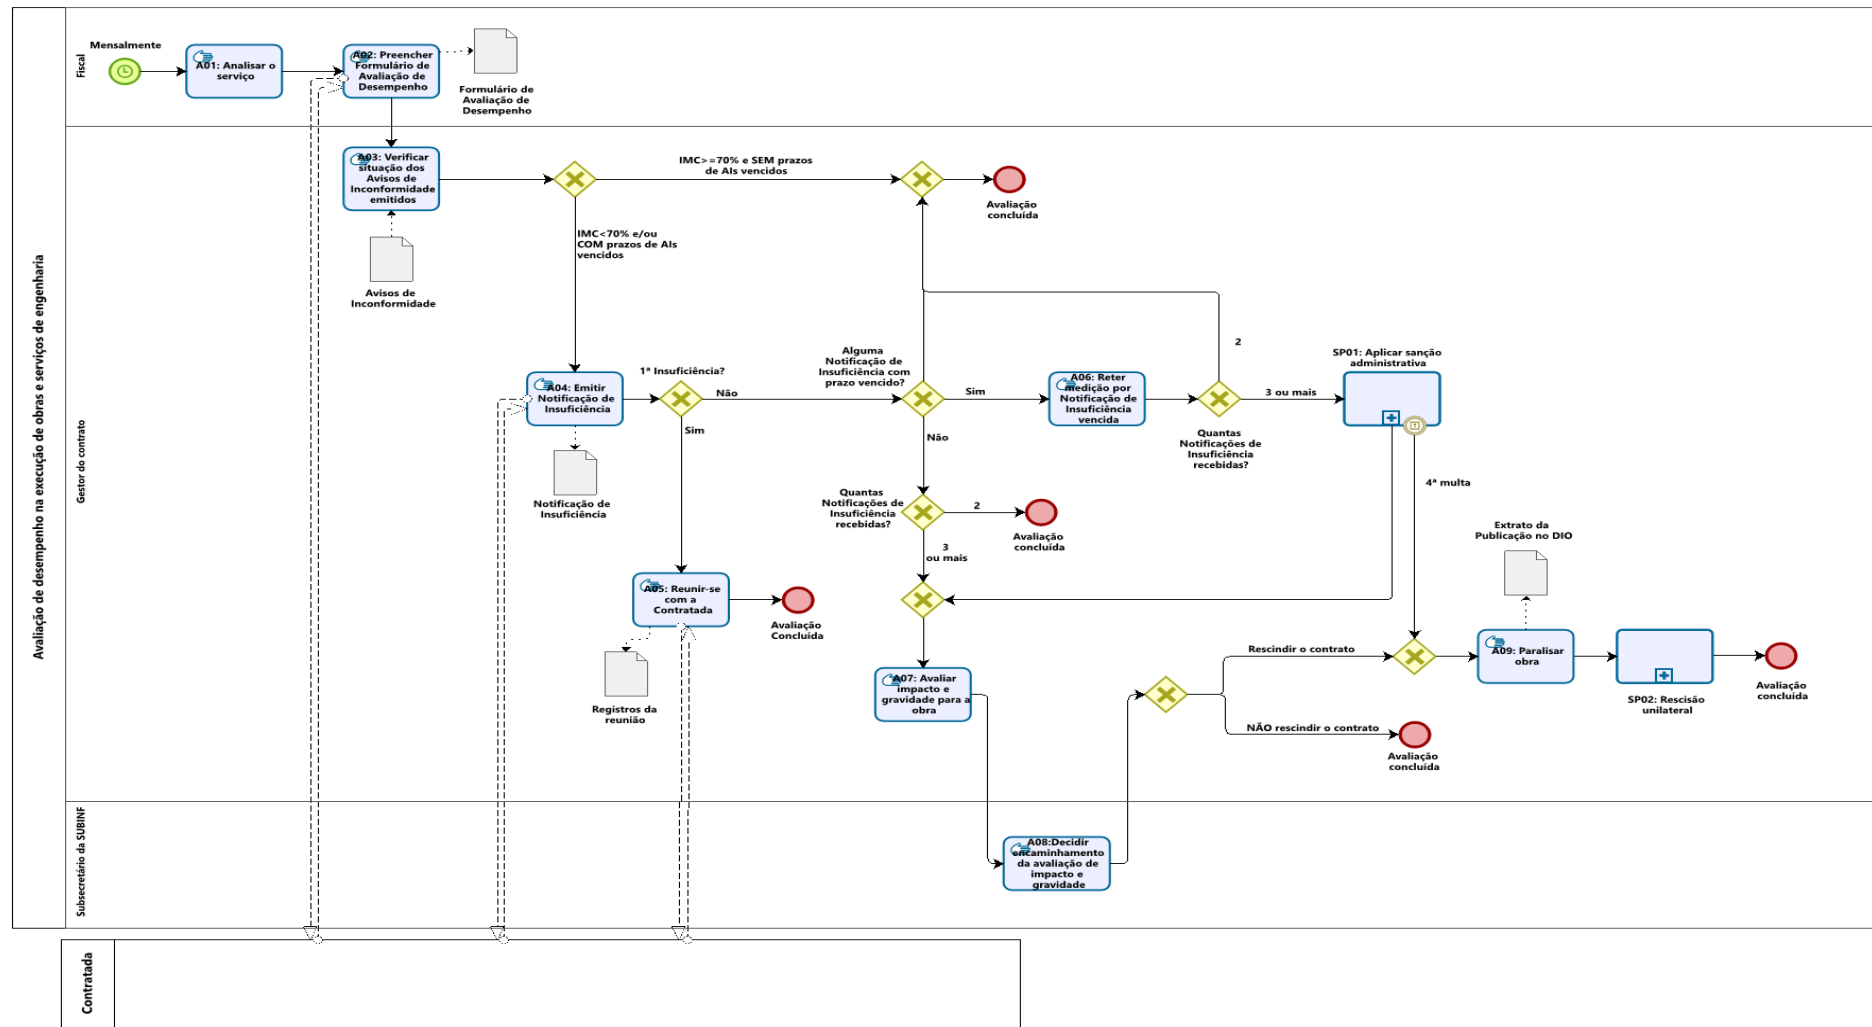 Avaliação de desempenho na execução de obras e serviços de engenharia
Fiscal
Mensalmente
A01: Analisar o
serviço
A02: Preencher
Formulário de
Avaliação de
Desempenho
Formulário de
Avaliação de
Desempenho
Gestor do contrato
A03: Verificar
situação dos
Avisos de
Inconformidade
emitidos
Avisos de
Inconformidade
IMC>=70% e SEM prazos
de AIs vencidos
Avaliação
concluída
IMC<70% e/ou
COM prazos de AIs
vencidos
A04: Emitir
Notificação de
Insuficiência
Notificação de
Insuficiência
1ª Insuficiência?
Não
Sim
Alguma
Notificação de
Insuficiência com
prazo vencido?
Sim
Não
A06: Reter
medição por
Notificação de
Insuficiência
vencida
2
3 ou mais
Quantas
Notificações de
Insuficiência
recebidas?
SP01: Aplicar sanção
administrativa
4ª multa
Quantas
Notificações de
Insuficiência
recebidas?
2
Avaliação
concluída
3
ou mais
Extrato da
Publicação no DIO
A05: Reunir-se
com a
Contratada
Avaliação
Concluída
Registros da
reunião
A07: Avaliar
impacto e
gravidade para a
obra
Rescindir o contrato
NÃO rescindir o contrato
Avaliação
concluída
A09: Paralisar
obra
SP02: Rescisão
unilateral
Avaliação
concluída
Subsecretário da SUBINF
A08:Decidir
encaminhamento
da avaliação de
impacto e
gravidade
Contratada